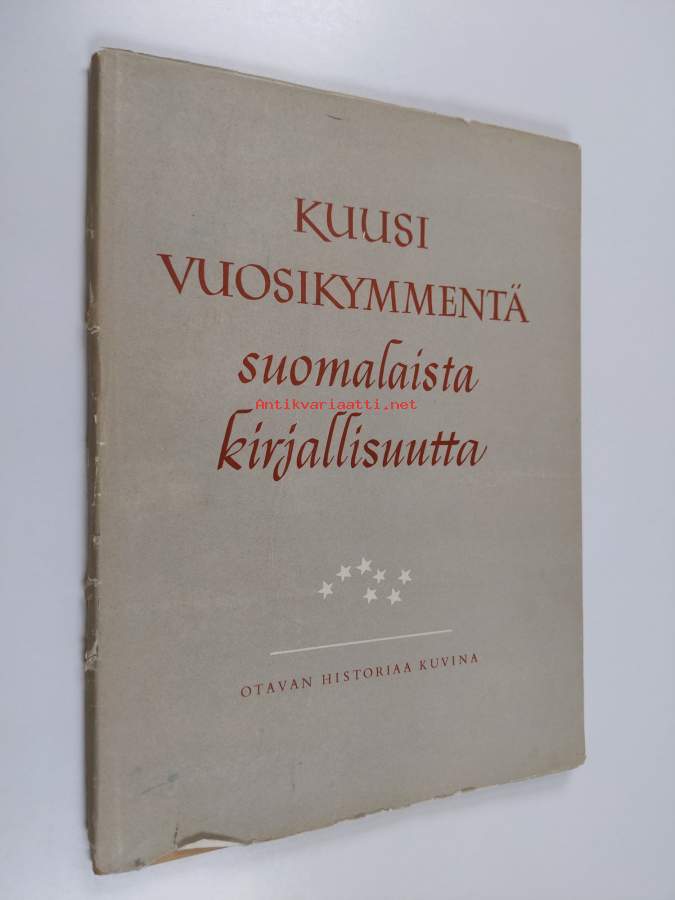 KUUSI
VUOSIKYMMENTÄ
suomalaista
Antikvariaatti.net
kirjallisuutta
OTAVAN HISTORIAA KUVINA